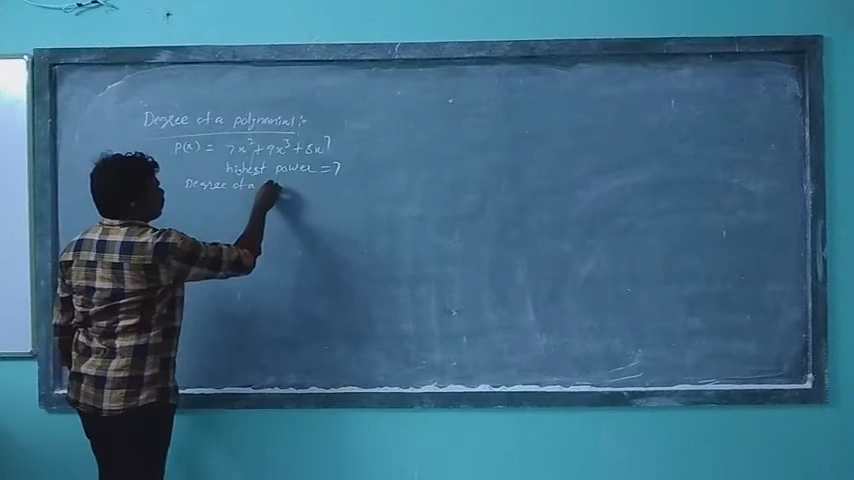 Degree of a polynomial :-
P(x) = 7x² + 9x³ + 5x⁷
highest power = 7
Degree of a